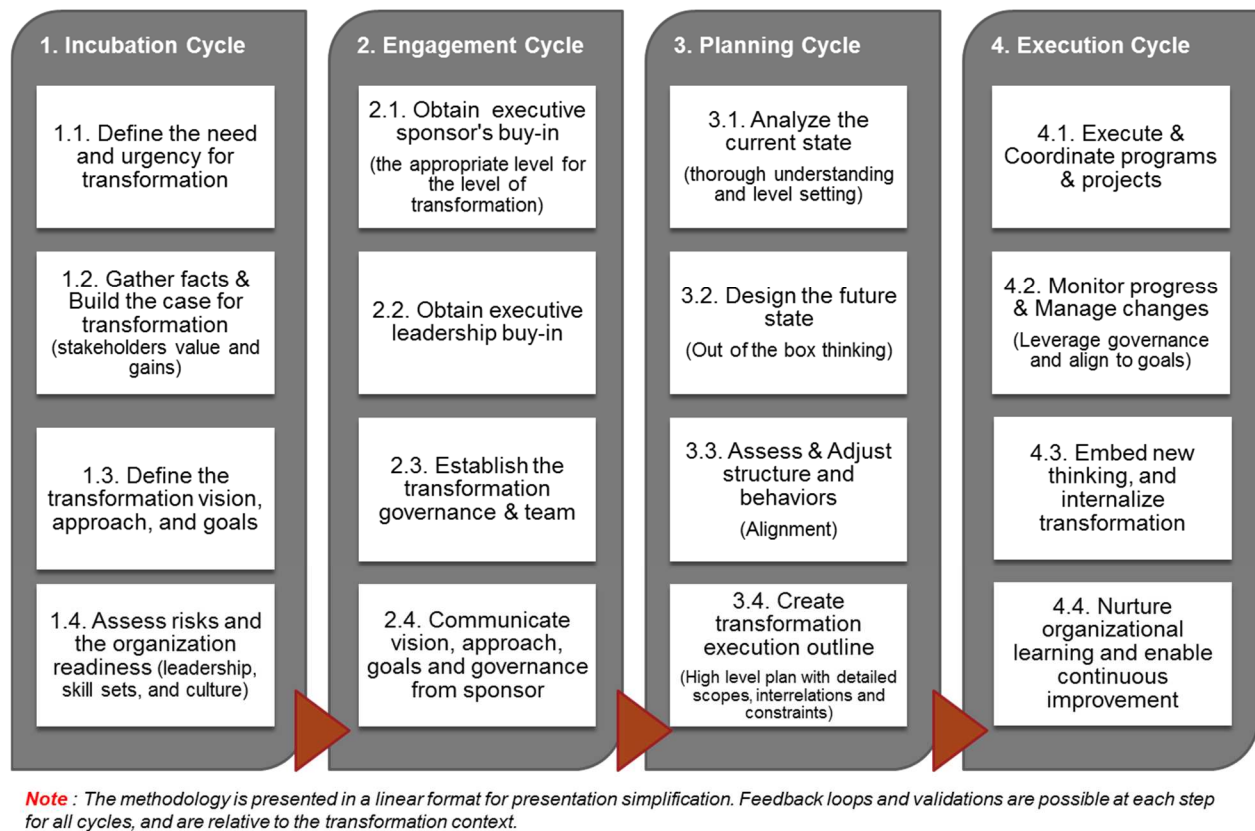 1. Incubation Cycle
1.1. Define the need
and urgency for
transformation
1.2. Gather facts &
Build the case for
transformation
(stakeholders value and
gains)
1.3. Define the
transformation vision,
approach, and goals
1.4. Assess risks and
the organization
readiness (leadership,
skill sets, and culture)
2. Engagement Cycle
2.1. Obtain executive
sponsor's buy-in
(the appropriate level for
the level of
transformation)
2.2. Obtain executive
leadership buy-in
2.3. Establish the
transformation
governance & team
2.4. Communicate
vision, approach,
goals and governance
from sponsor
3. Planning Cycle
3.1. Analyze the
current state
(thorough understanding
and level setting)
3.2. Design the future
state
(Out of the box thinking)
3.3. Assess & Adjust
structure and
behaviors
(Alignment)
3.4. Create
transformation
execution outline
(High level plan with detailed
scopes, interrelations and
constraints)
4. Execution Cycle
4.1. Execute &
Coordinate programs
& projects
4.2. Monitor progress
& Manage changes
(Leverage governance
and align to goals)
4.3. Embed new
thinking, and
internalize
transformation
4.4. Nurture
organizational
learning and enable
continuous
improvement
Note : The methodology is presented in a linear format for presentation simplification. Feedback loops and validations are possible at each step
for all cycles, and are relative to the transformation context.